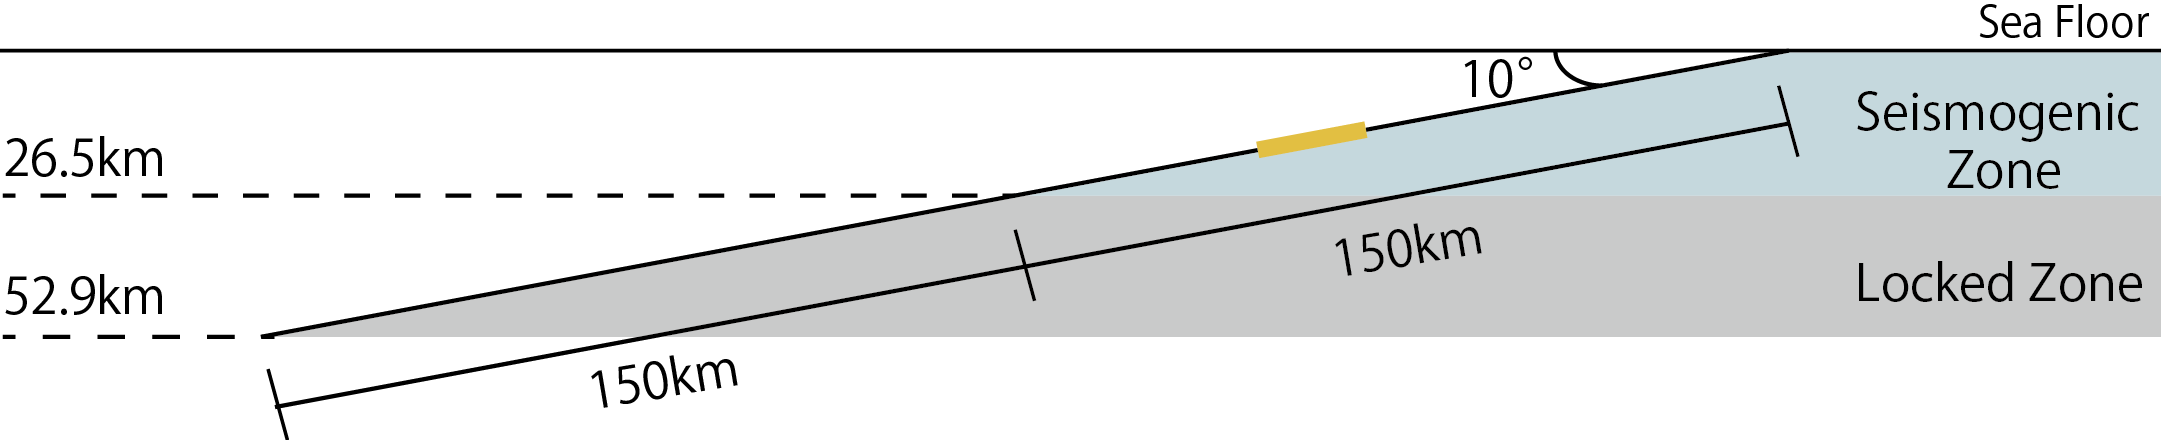 Sea Floor
10°
Seismogenic
Zone
26.5km
150km
Locked Zone
52.9km
150km